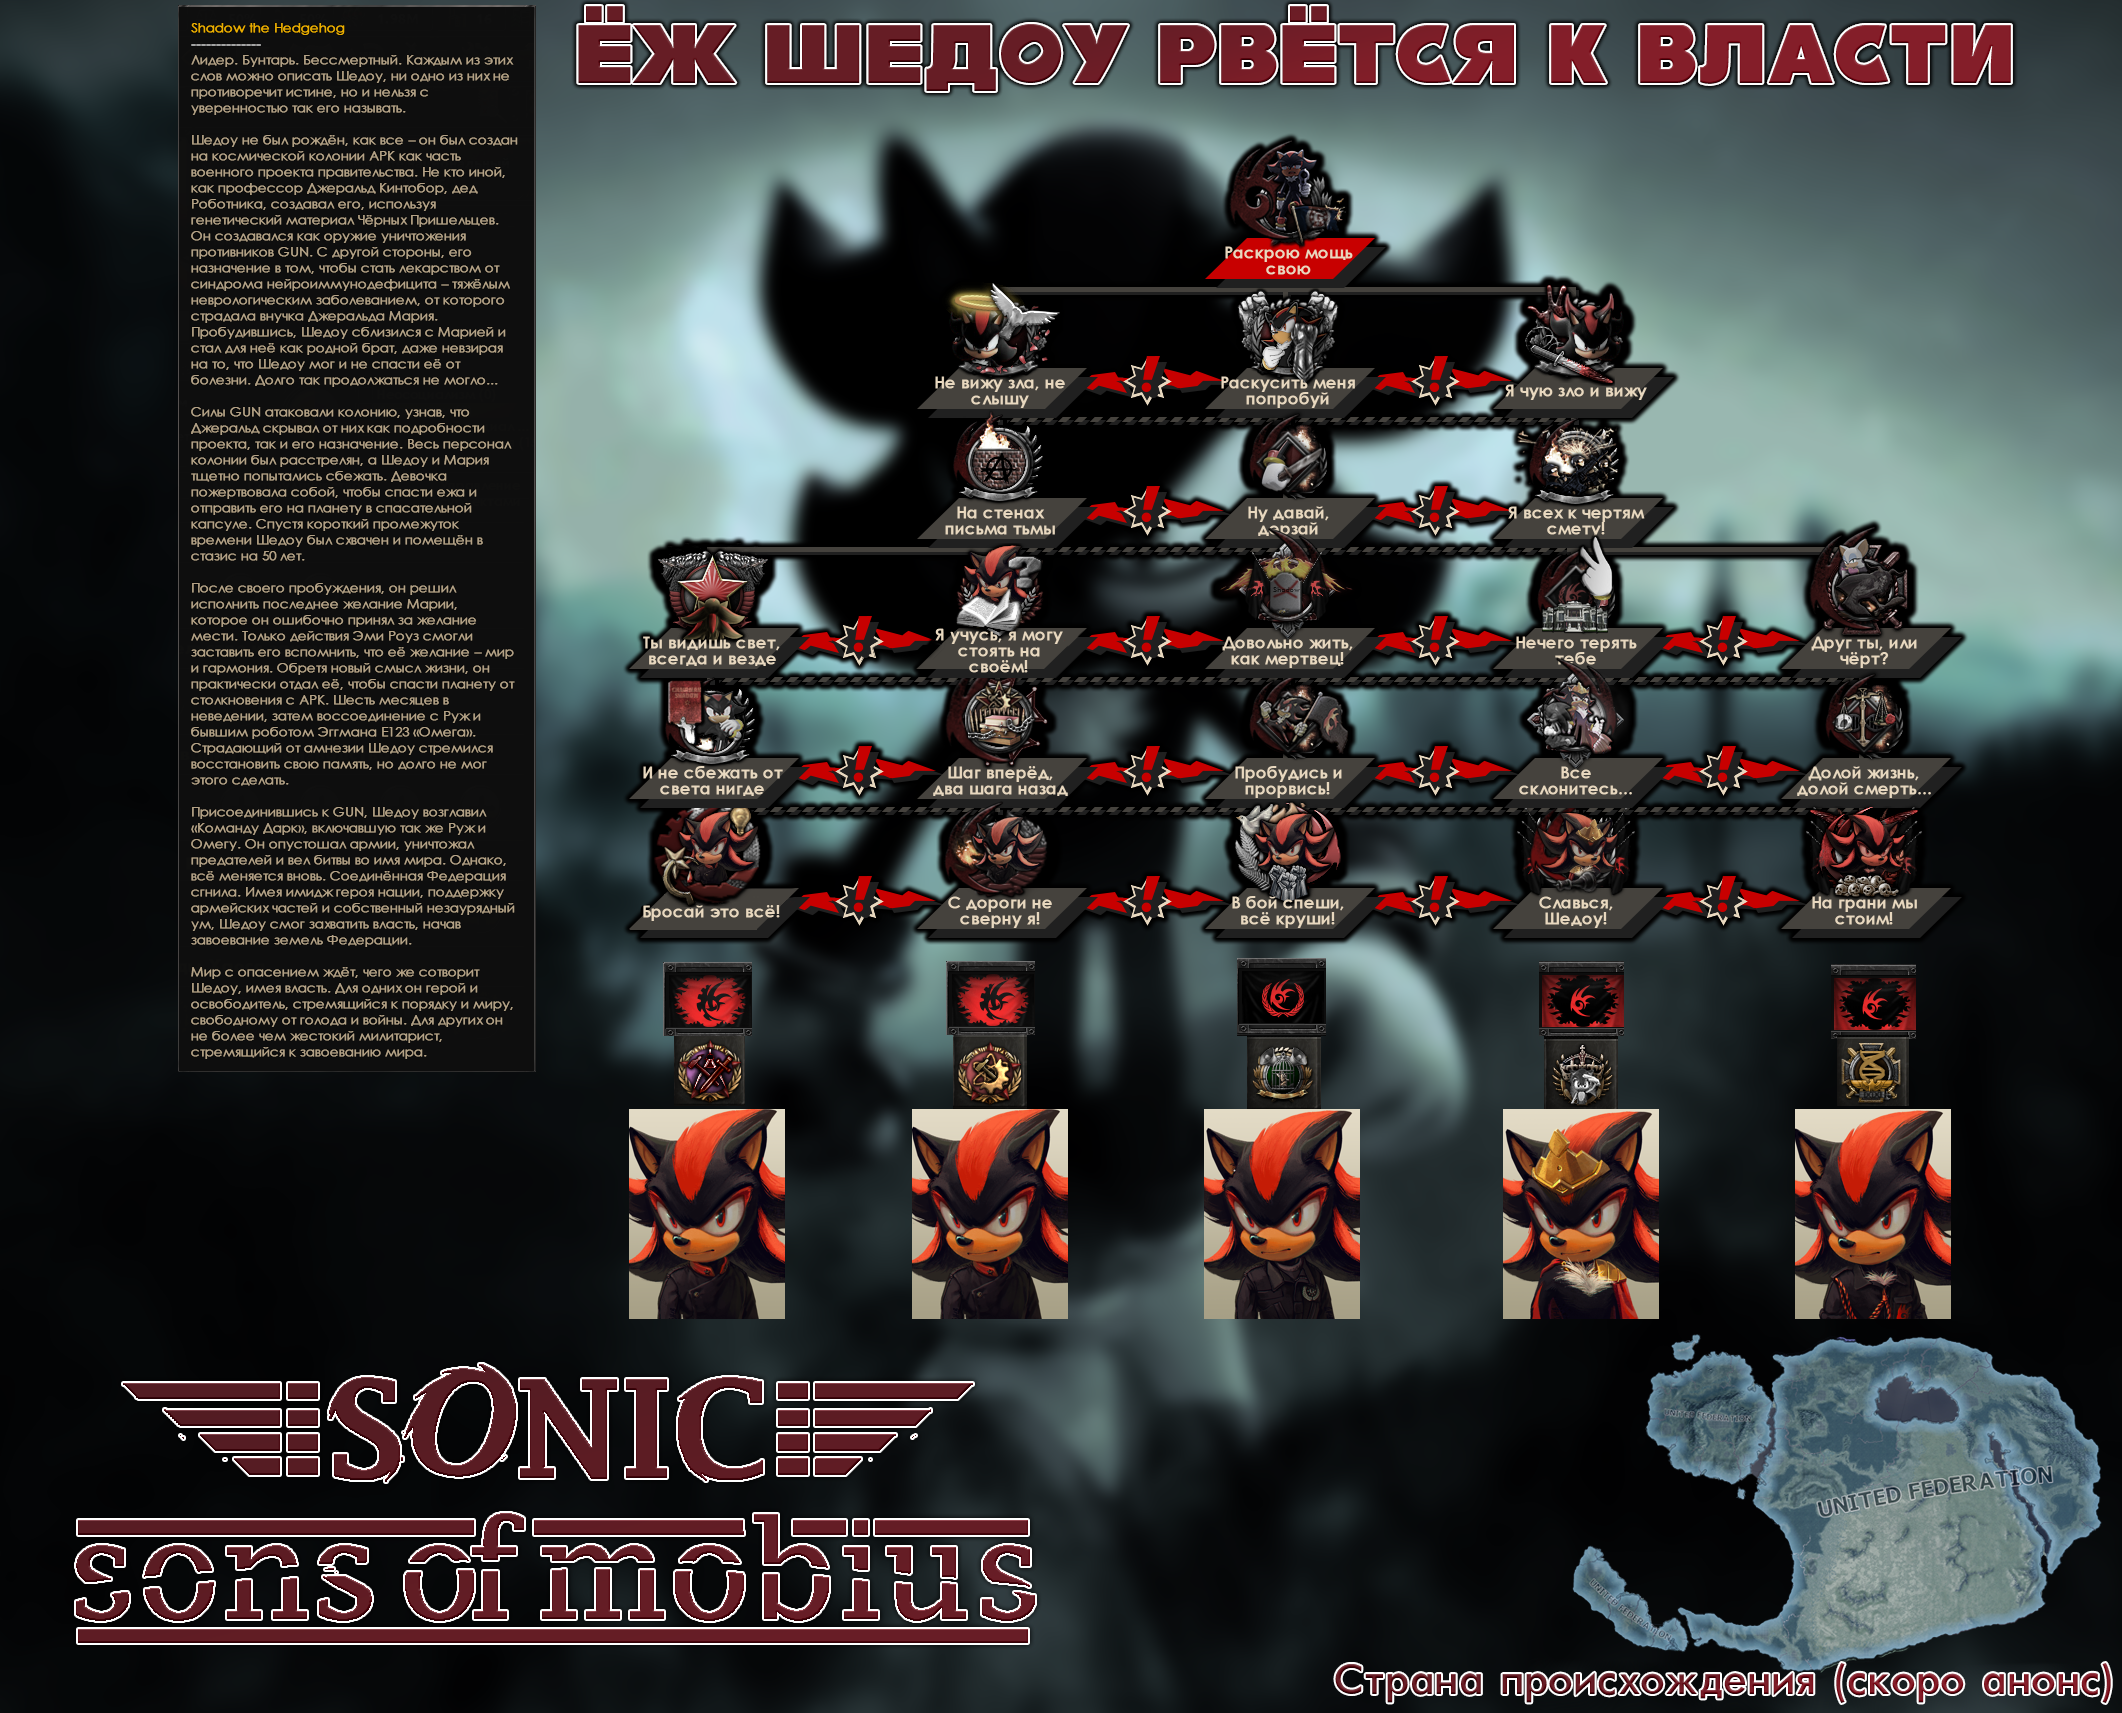 ЁЖ ШЕДОУ РВЁТСЯ К ВЛАСТИ
Shadow the Hedgehog
--------------
Лидер. Бунтарь. Бессмертный. Каждым из этих
слов можно описать Шедоу, ни одно из них не
противоречит истине, но и нельзя с
уверенностью так его называть.
Шедоу не был рождён, как все – он был создан
на космической колонии АРК как часть
военного проекта правительства. Не кто иной,
как профессор Джеральд Кинтобор, дед
Роботника, создавал его, используя
генетический материал Чёрных Пришельцев.
Он создавался как оружие уничтожения
противников GUN. С другой стороны, его
назначение в том, чтобы стать лекарством от
синдрома нейроиммунодефицита – тяжёлым
неврологическим заболеванием, от которого
страдала внучка Джеральда Мария.
Пробудившись, Шедоу сблизился с Марией и
стал для неё как родной брат, даже невзирая
на то, что Шедоу мог и не спасти её от
болезни. Долго так продолжаться не могло...
Силы GUN атаковали колонию, узнав, что
Джеральд скрывал от них как подробности
проекта, так и его назначение. Весь персонал
колонии был расстрелян, а Шедоу и Мария
тщетно попытались сбежать. Девочка
пожертвовала собой, чтобы спасти ежа и
отправить его на планету в спасательной
капсуле. Спустя короткий промежуток
времени Шедоу был схвачен и помещён в
стазис на 50 лет.
После своего пробуждения, он решил
исполнить последнее желание Марии,
которое он ошибочно принял за желание
мести. Только действия Эми Роуз смогли
заставить его вспомнить, что её желание – мир
и гармония. Обретя новый смысл жизни, он
практически отдал её, чтобы спасти планету от
столкновения с АРК. Шесть месяцев в
неведении, затем воссоединение с Руж и
бывшим роботом Эггмана Е123 «Омега».
Страдающий от амнезии Шедоу стремился
восстановить свою память, но долго не мог
этого сделать.
Присоединившись к GUN, Шедоу возглавил
«Команду Дарк», включавшую так же Руж и
Омегу. Он опустошал армии, уничтожал
предателей и вел битвы во имя мира. Однако,
всё меняется вновь. Соединённая Федерация
сгнила. Имея имидж героя нации, поддержку
армейских частей и собственный незаурядный
ум, Шедоу смог захватить власть, начав
завоевание земель Федерации.
Мир с опасением ждёт, чего же сотворит
Шедоу, имея власть. Для одних он герой и
освободитель, стремящийся к порядку и миру,
свободному от голода и войны. Для других он
не более чем жестокий милитарист,
стремящийся к завоеванию мира.
Раскрою мощь
свою
Не вижу зла, не
слышу
Раскусить меня
попробуй
Я чую зло и вижу
На стенах
письма тьмы
Ну давай,
дерзай
Я всех к чертям
смету!
Ты видишь свет,
всегда и везде
Я учусь, я могу
стоять на
своём!
Довольно жить,
как мертвец!
Нечего терять
тебе
Друг ты, или
чёрт?
И не сбежать от
света нигде
Шаг вперёд,
два шага назад
Пробудись и
прорвись!
Все
склонитесь...
Долой жизнь,
долой смерть...
Бросай это всё!
С дороги не
сверну я!
В бой спеши,
всё круши!
Славься,
Шедоу!
На грани мы
стоим!
SONIC
sons of mobius
UNITED FEDERATION
UNITED FEDERATION
UNITED FEDERATION
Страна происхождения (скоро анонс)